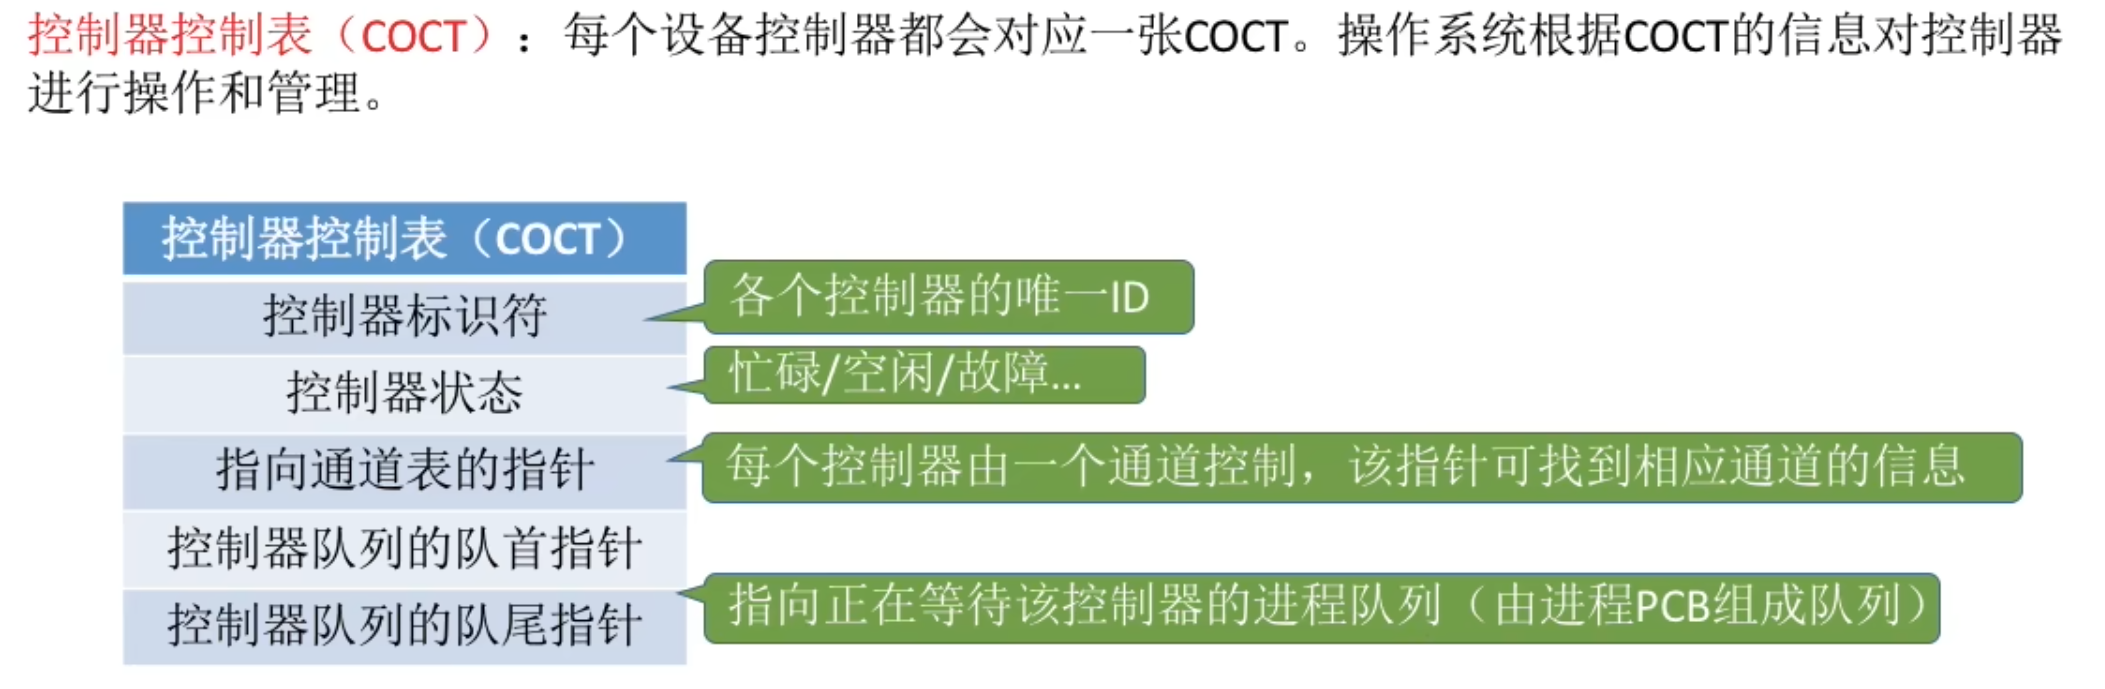 控制器控制表（COCT）：每个设备控制器都会对应一张COCT。操作系统根据COCT的信息对控制器
进行操作和管理。
控制器控制表（COCT）
控制器标识符
各个控制器的唯一ID
控制器状态
忙碌/空闲/故障...
指向通道表的指针
每个控制器由一个通道控制，该指针可找到相应通道的信息
控制器队列的队首指针
控制器队列的队尾指针
指向正在等待该控制器的进程队列（由进程PCB组成队列）